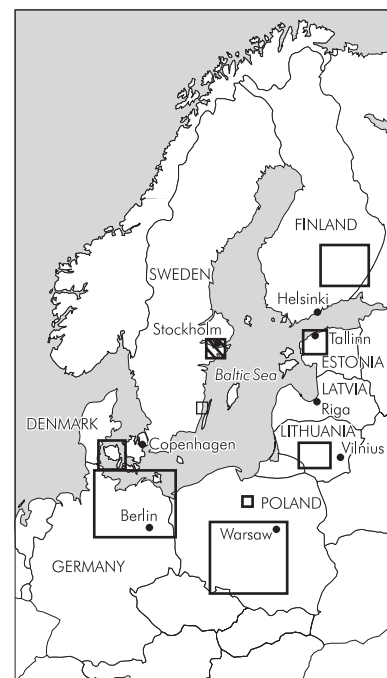 FINLAND
SWEDEN
Helsinki
Stockholm
Tallinn
ESTONIA
Baltic Sea
LATVIA
Riga
DENMARK
Copenhagen
LITHUANIA
Vilnius
POLAND
Berlin
Warsaw
GERMANY